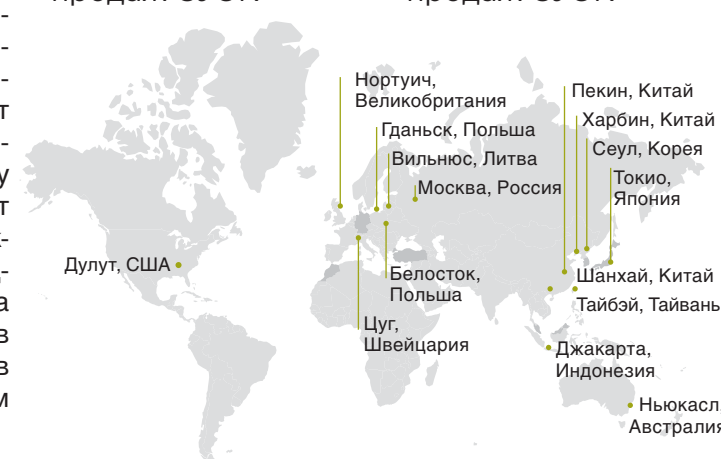 -
-
-
т
-
у
т
-
-
а
в
в
м
Нортуич,
Великобритания
Гданьск, Польша
Вильнюс, Литва
Москва, Россия
Пекин, Китай
Харбин, Китай
Сеул, Корея
Токио,
Япония
Дулут, США
Белосток,
Польша
Цуг,
Швейцария
Шанхай, Китай
Тайбэй, Тайвань
Джакарта,
Индонезия
Ньюкасл,
Австралия